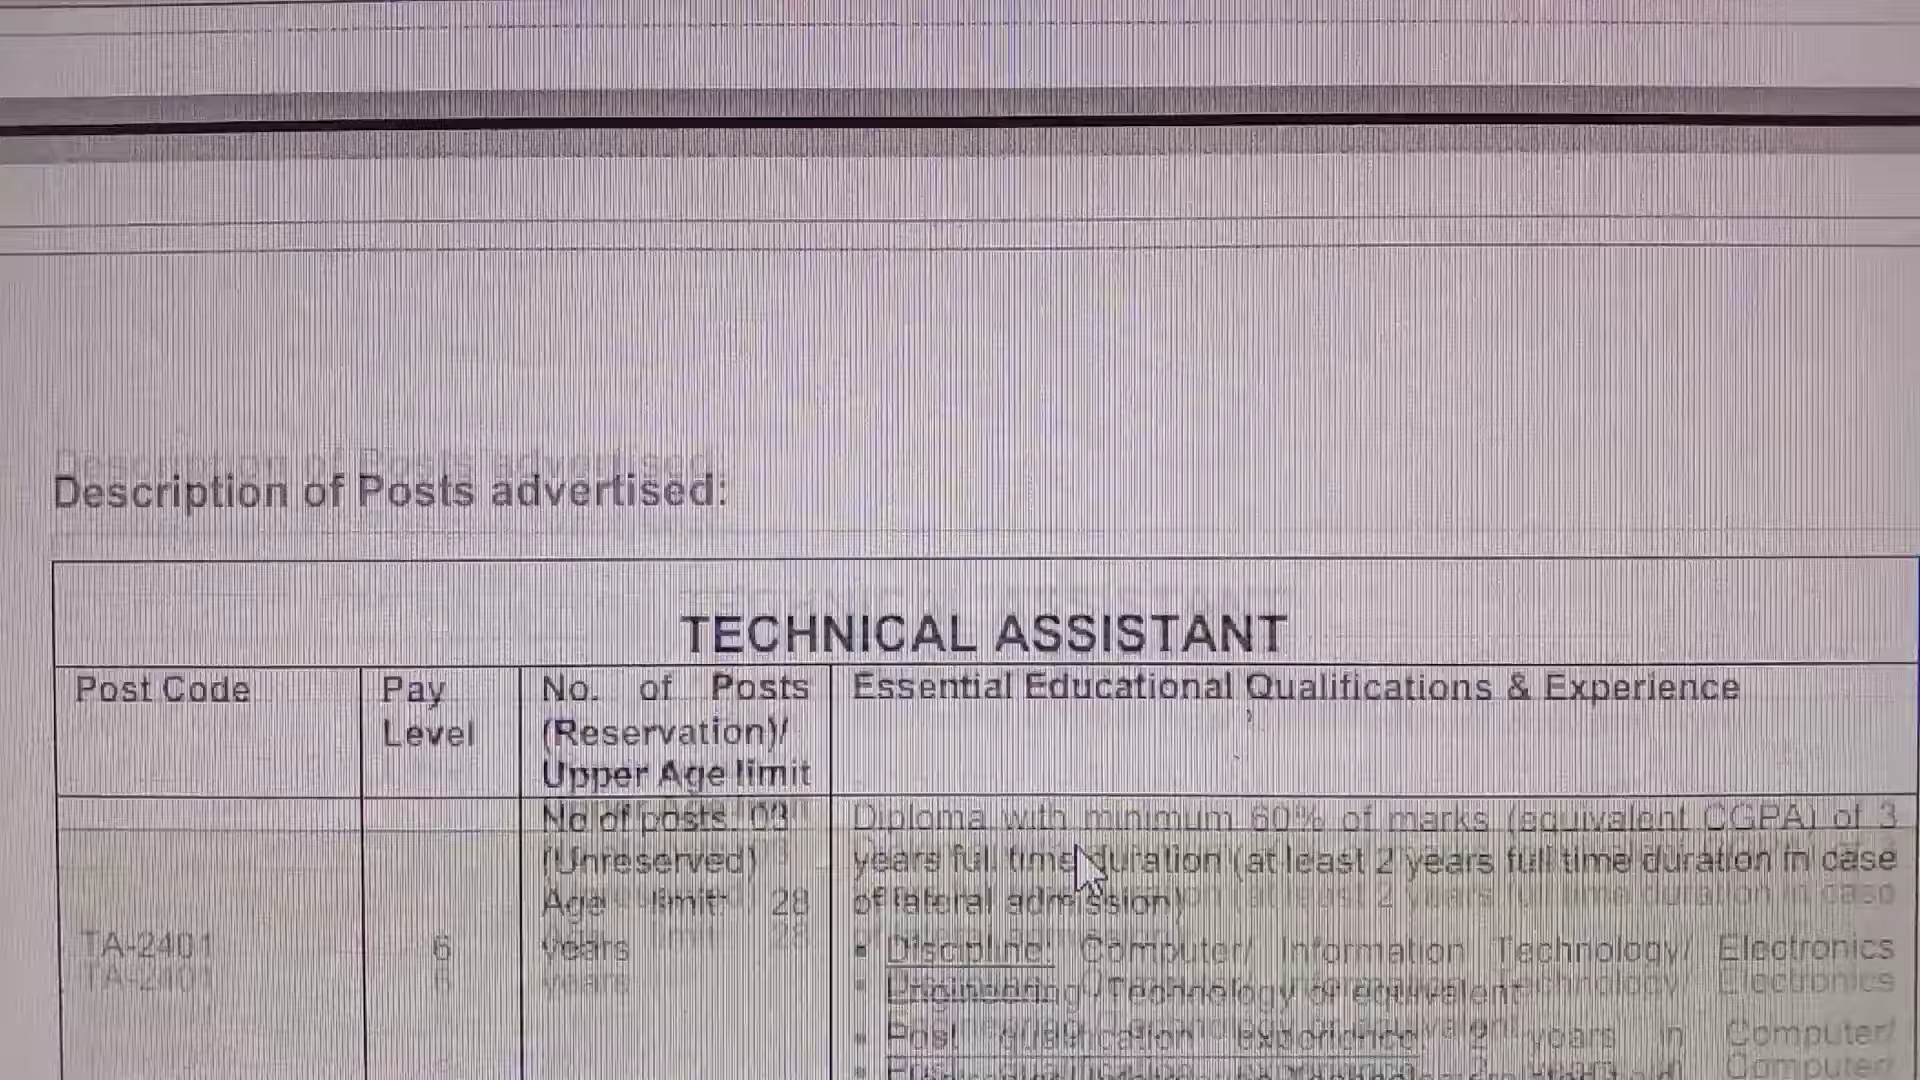 Description of Posts advertised:
TECHNICAL ASSISTANT
Post Code
Pay
Level
No. of Posts
(Reservation)/
Upper Age limit
Essential Educational Qualifications & Experience
TA-2401
6
No of posts: 03
(Unreserved)
Age limit: 28
years
Diploma with minimum 60% of marks (equivalent CGPA) of 3
years full time duration (at least 2 years full time duration in case
of lateral admission)
Discipline: Computer/ Information Technology/ Electronics
Engineering/Technology or equivalent
Post qualification experience 2 years in Computer/